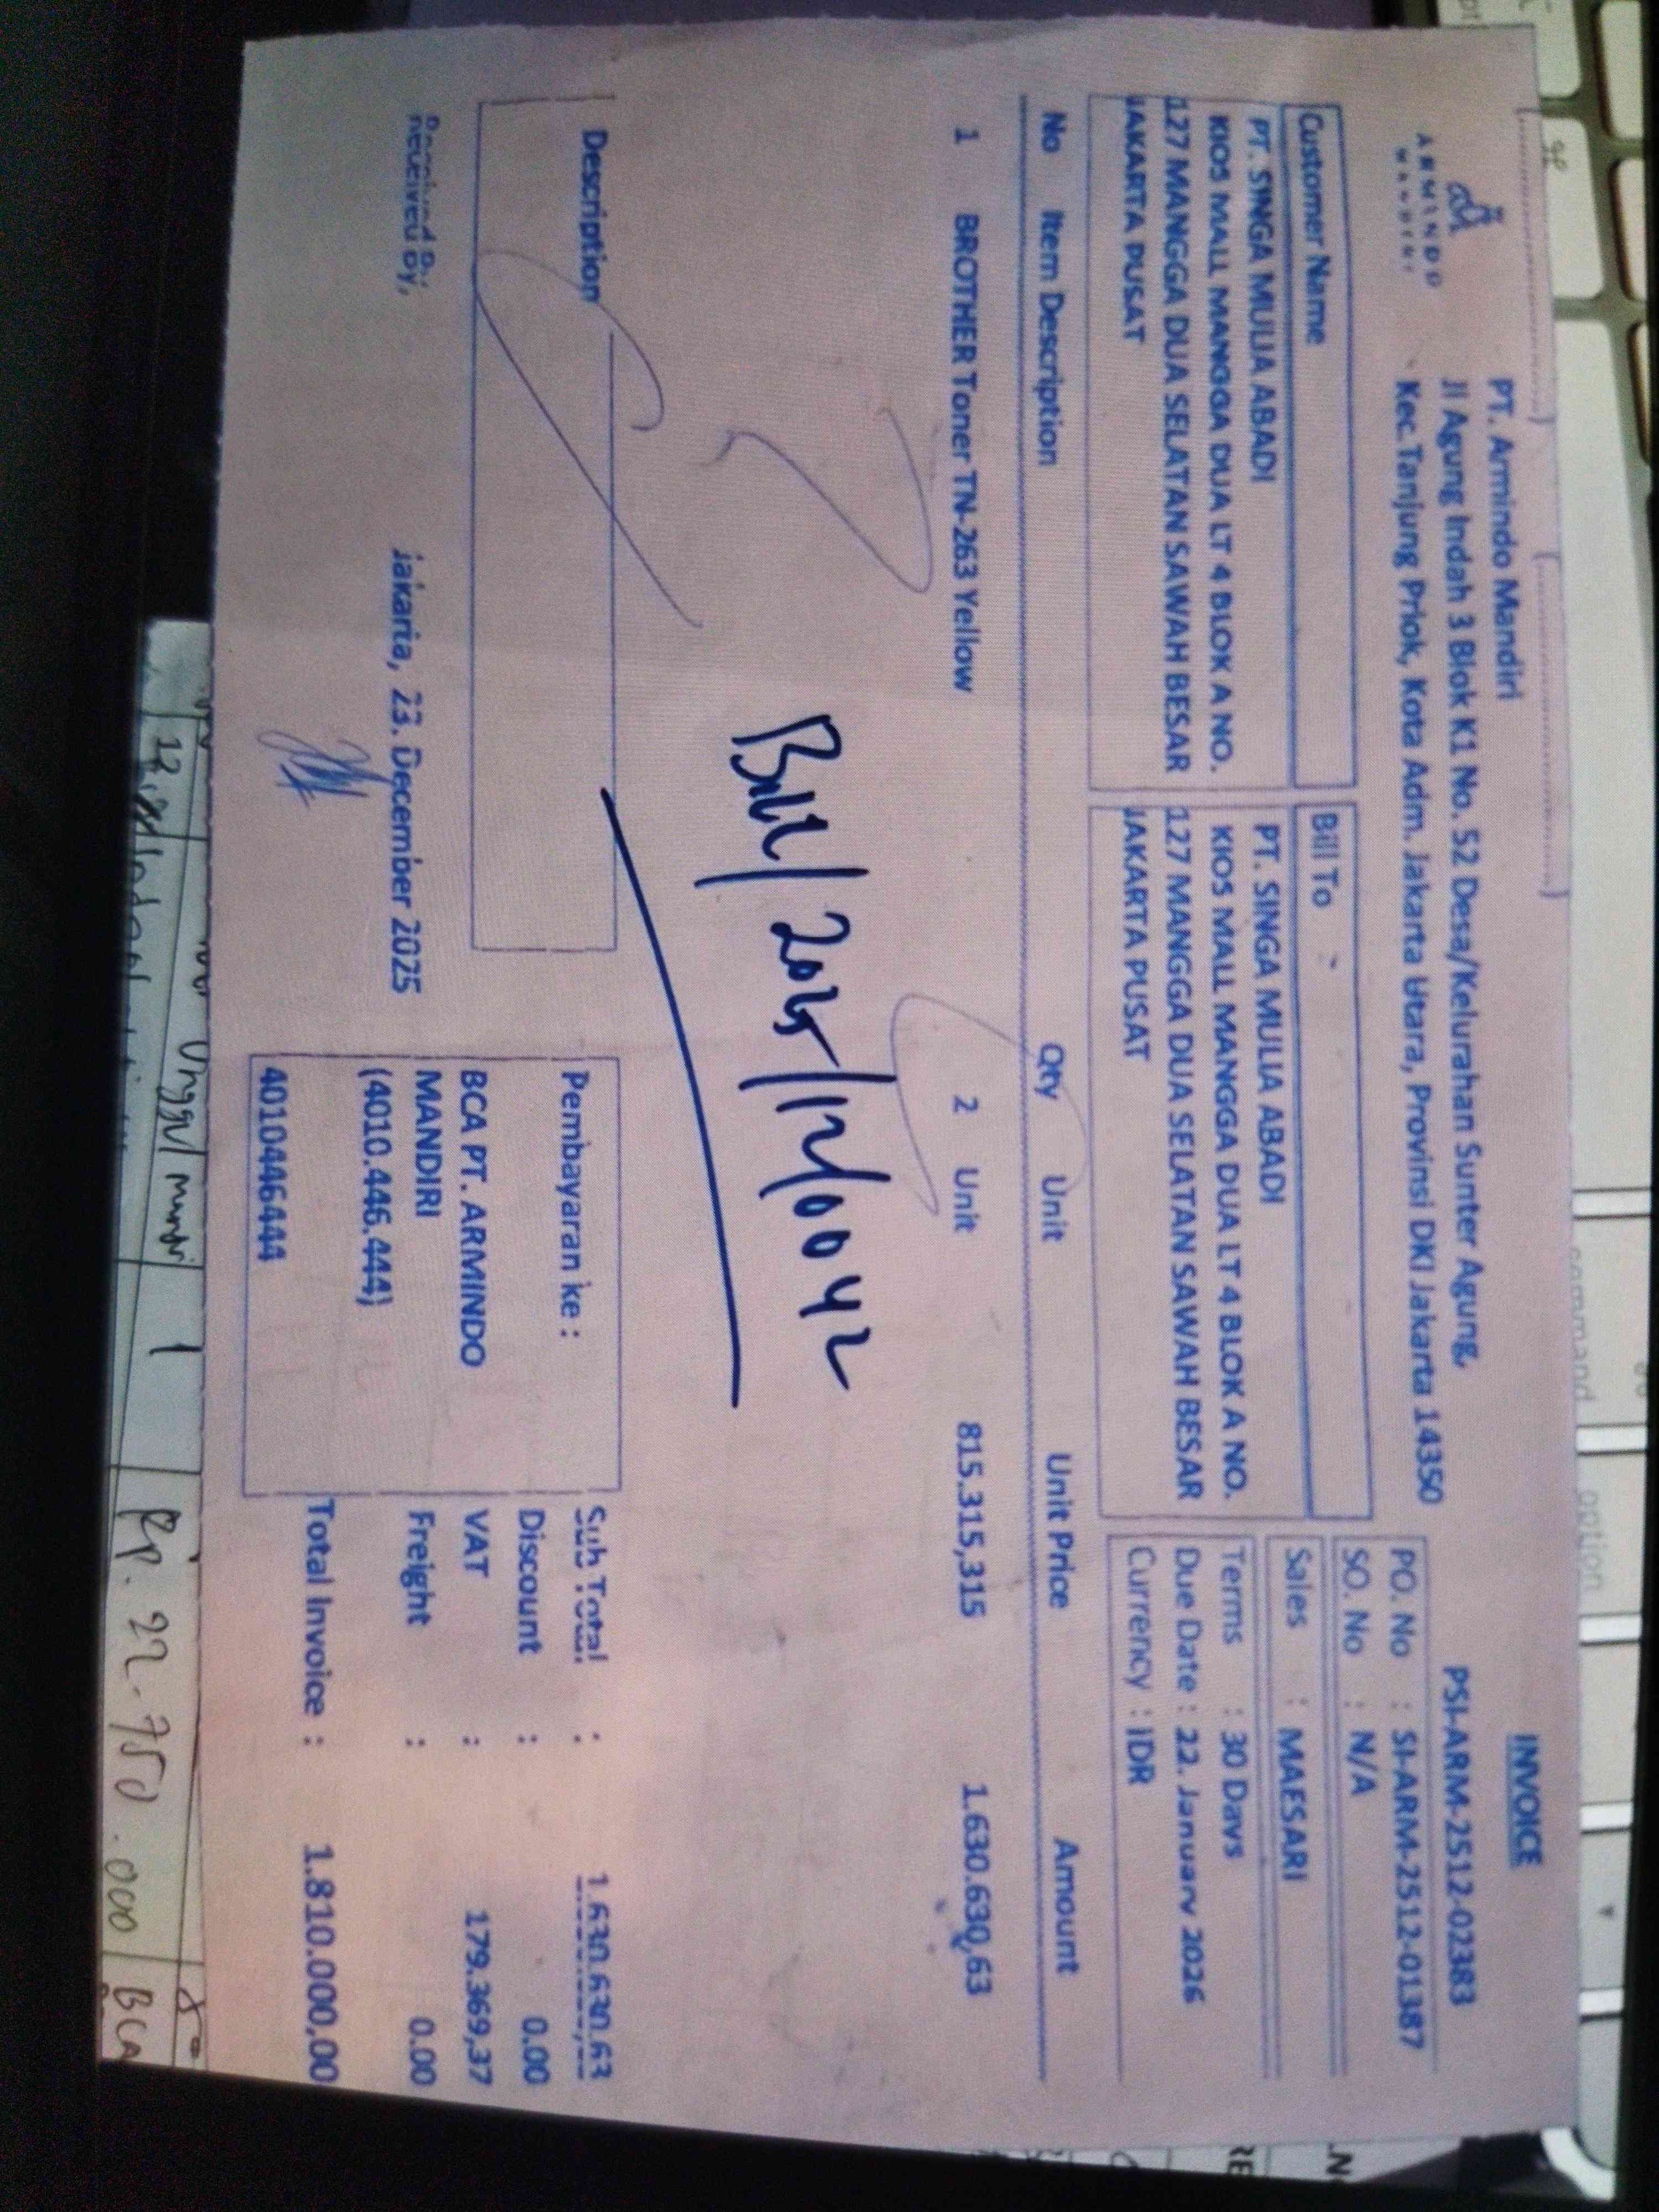 ARMINDO
MANDIRI
PT. Armindo Mandiri
Jl Agung Indah 3 Blok K1 No. 52 Desa/Kelurahan Sunter Agung,
Kec.Tanjung Priok, Kota Adm. Jakarta Utara, Provinsi DKI Jakarta 14350
INVOICE
PSI-ARM-2512-02383
Customer Name
PT. SINGA MULIA ABADI
KIOS MALL MANGGA DUA LT 4 BLOK A NO.
127 MANGGA DUA SELATAN SAWAH BESAR
JAKARTA PUSAT
Bill To :
PT. SINGA MULIA ABADI
KIOS MALL MANGGA DUA LT 4 BLOK A NO.
127 MANGGA DUA SELATAN SAWAH BESAR
JAKARTA PUSAT
PO. No : SI-ARM-2512-01387
SO. No : N/A
Sales : MAESARI
Terms : 30 Days
Due Date : 22. January 2026
Currency : IDR
No Item Description Qty Unit Unit Price Amount
1 BROTHER Toner TN-263 Yellow 2 Unit 815.315,315 1.630.630,63
Bill/2025/12/0042
Description
Received By,
Jakarta, 23. December 2025
Pembayaran ke :
BCA PT. ARMINDO
MANDIRI
(4010.446.444)
4010446444
Sub Total : 1.630.630,63
Discount : 0.00
VAT : 179.369,37
Freight : 0.00
Total Invoice : 1.810.000,00
Unggul mandiri
1
Rp. 22.750.000
BCA
command
option